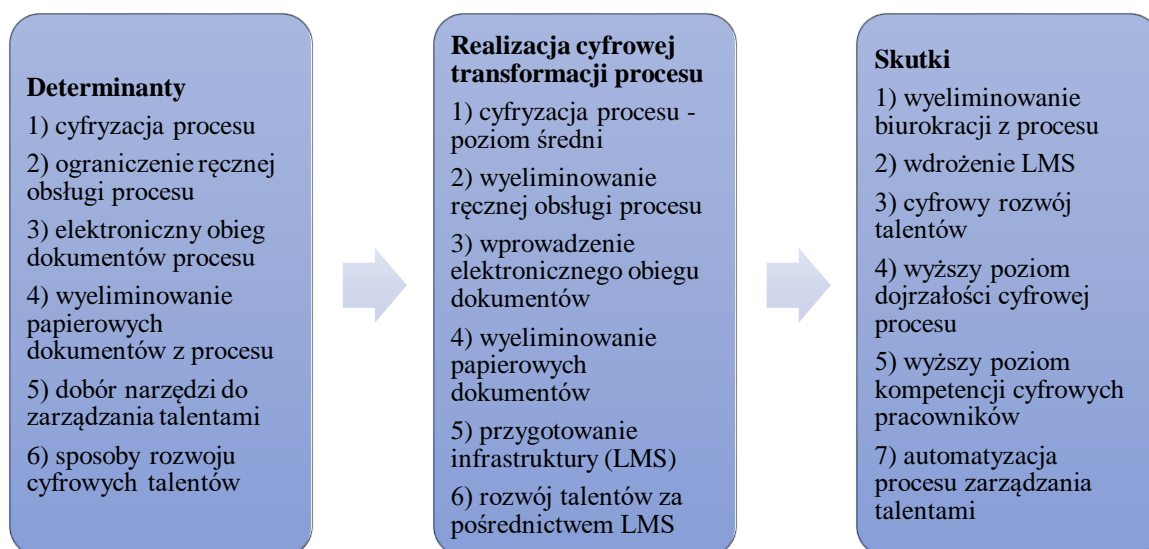 Determinanty
1) cyfryzacja procesu
2) ograniczenie ręcznej
obsługi procesu
3) elektroniczny obieg
dokumentów procesu
4) wyeliminowanie
papierowych
dokumentów z procesu
5) dobór narzędzi do
zarządzania talentami
6) sposoby rozwoju
cyfrowych talentów
Realizacja cyfrowej
transformacji procesu
1) cyfryzacja procesu -
poziom średni
2) wyeliminowanie
ręcznej obsługi procesu
3) wprowadzenie
elektronicznego obiegu
dokumentów
4) wyeliminowanie
papierowych
dokumentów
5) przygotowanie
infrastruktury (LMS)
6) rozwój talentów za
pośrednictwem LMS
Skutki
1) wyeliminowanie
biurokracji z procesu
2) wdrożenie LMS
3) cyfrowy rozwój
talentów
4) wyższy poziom
dojrzałości cyfrowej
procesu
5) wyższy poziom
kompetencji cyfrowych
pracowników
7) automatyzacja
procesu zarządzania
talentami